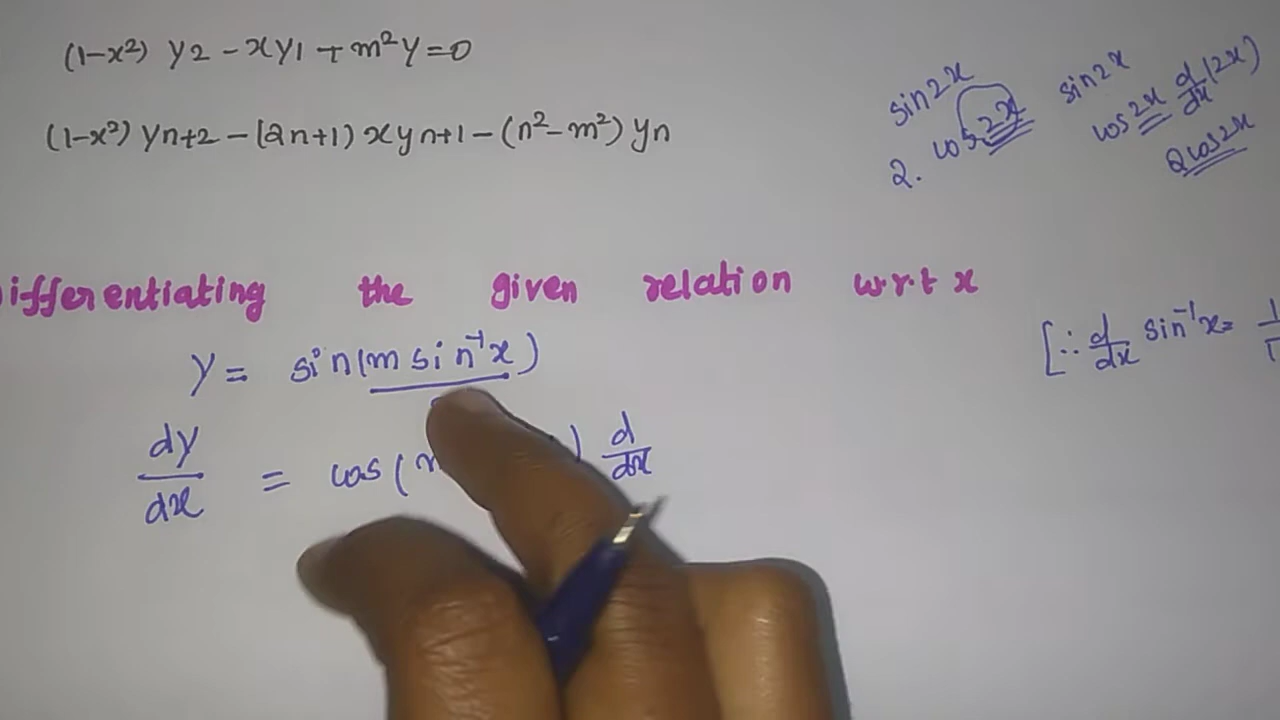 (1-x²) y2 - xy1 + m²y=0
(1-x²) yn+2 - (2n+1) xyn+1 - (n²-m²) yn
sin2x
2. cos2x
sin2x
cos2x d/dx (2x)
2cos2x
ifferentiating the given relation wrt x
y = sin(m sin⁻¹x)
[∴ d/dx sin⁻¹x =
dy/dx = cos( ) d/dx